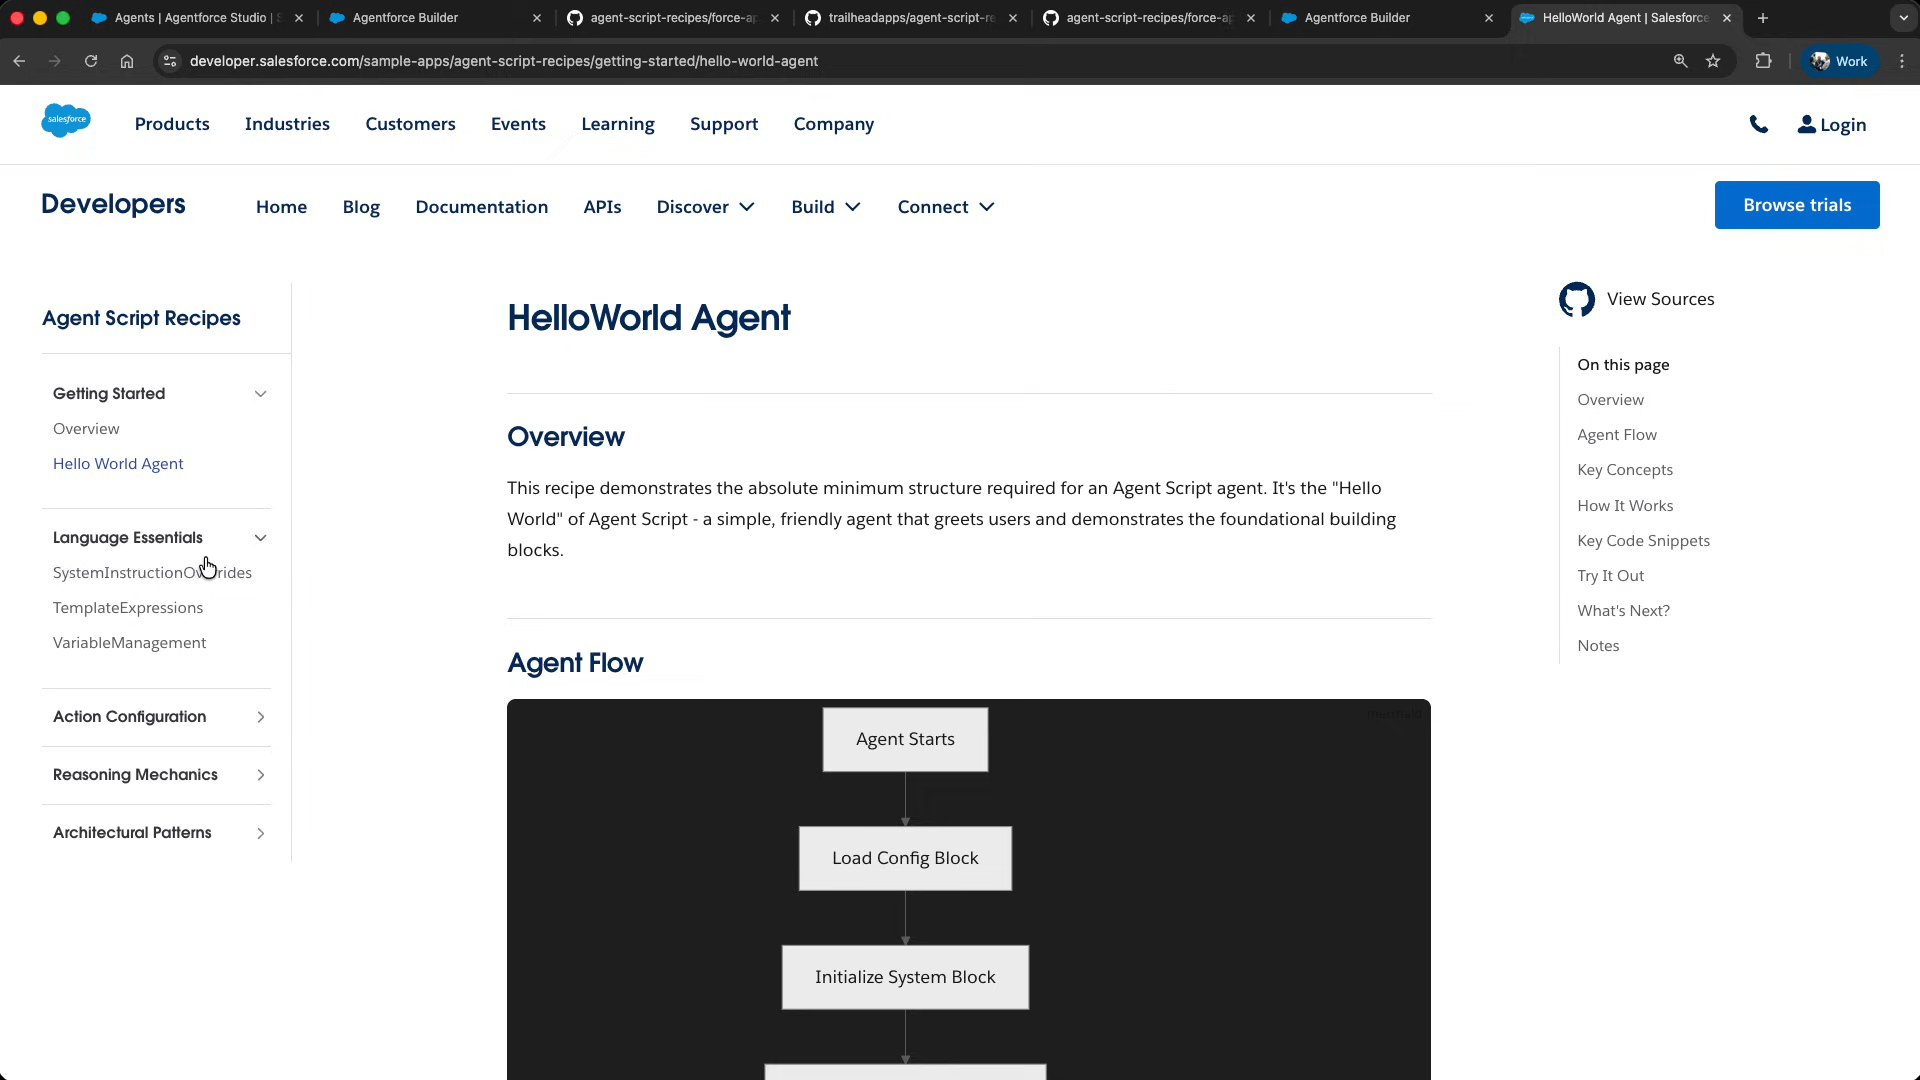 Agents | Agentforce Studio |
Agentforce Builder
agent-script-recipes/force-a
trailheadapps/agent-script-re
agent-script-recipes/force-a
Agentforce Builder
HelloWorld Agent | Salesforce
developer.salesforce.com/sample-apps/agent-script-recipes/getting-started/hello-world-agent
Work
salesforce
Products
Industries
Customers
Events
Learning
Support
Company
Login
Developers
Home
Blog
Documentation
APIs
Discover
Build
Connect
Browse trials
Agent Script Recipes
Getting Started
Overview
Hello World Agent
Language Essentials
SystemInstructionOv rides
TemplateExpressions
VariableManagement
Action Configuration
Reasoning Mechanics
Architectural Patterns
HelloWorld Agent
Overview
This recipe demonstrates the absolute minimum structure required for an Agent Script agent. It's the "Hello
World" of Agent Script - a simple, friendly agent that greets users and demonstrates the foundational building
blocks.
Agent Flow
mermaid
Agent Starts
Load Config Block
Initialize System Block
View Sources
On this page
Overview
Agent Flow
Key Concepts
How It Works
Key Code Snippets
Try It Out
What's Next?
Notes